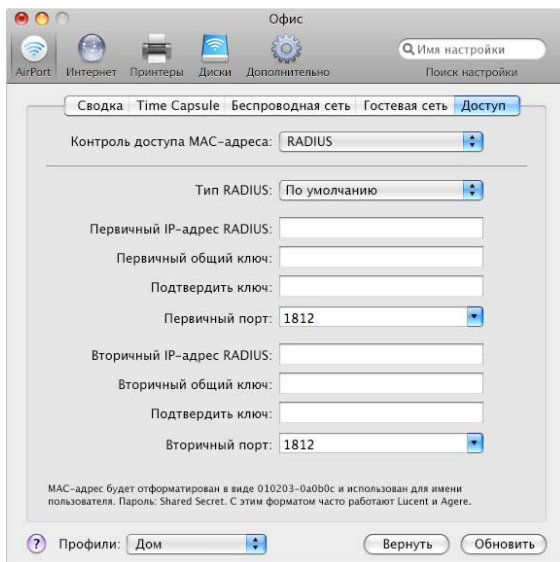 Офис
Имя настройки
AirPort Интернет Принтеры Диски Дополнительно Поиск настройки
Сводка Time Capsule Беспроводная сеть Гостевая сеть Доступ
Контроль доступа MAC-адреса: RADIUS
Тип RADIUS: По умолчанию
Первичный IP-адрес RADIUS:
Первичный общий ключ:
Подтвердить ключ:
Первичный порт: 1812
Вторичный IP-адрес RADIUS:
Вторичный общий ключ:
Подтвердить ключ:
Вторичный порт: 1812
MAC-адрес будет отформатирован в виде 010203-0a0b0c и использован для имени
пользователя. Пароль: Shared Secret. С этим форматом часто работают Lucent и Agere.
? Профили: Дом Вернуть Обновить